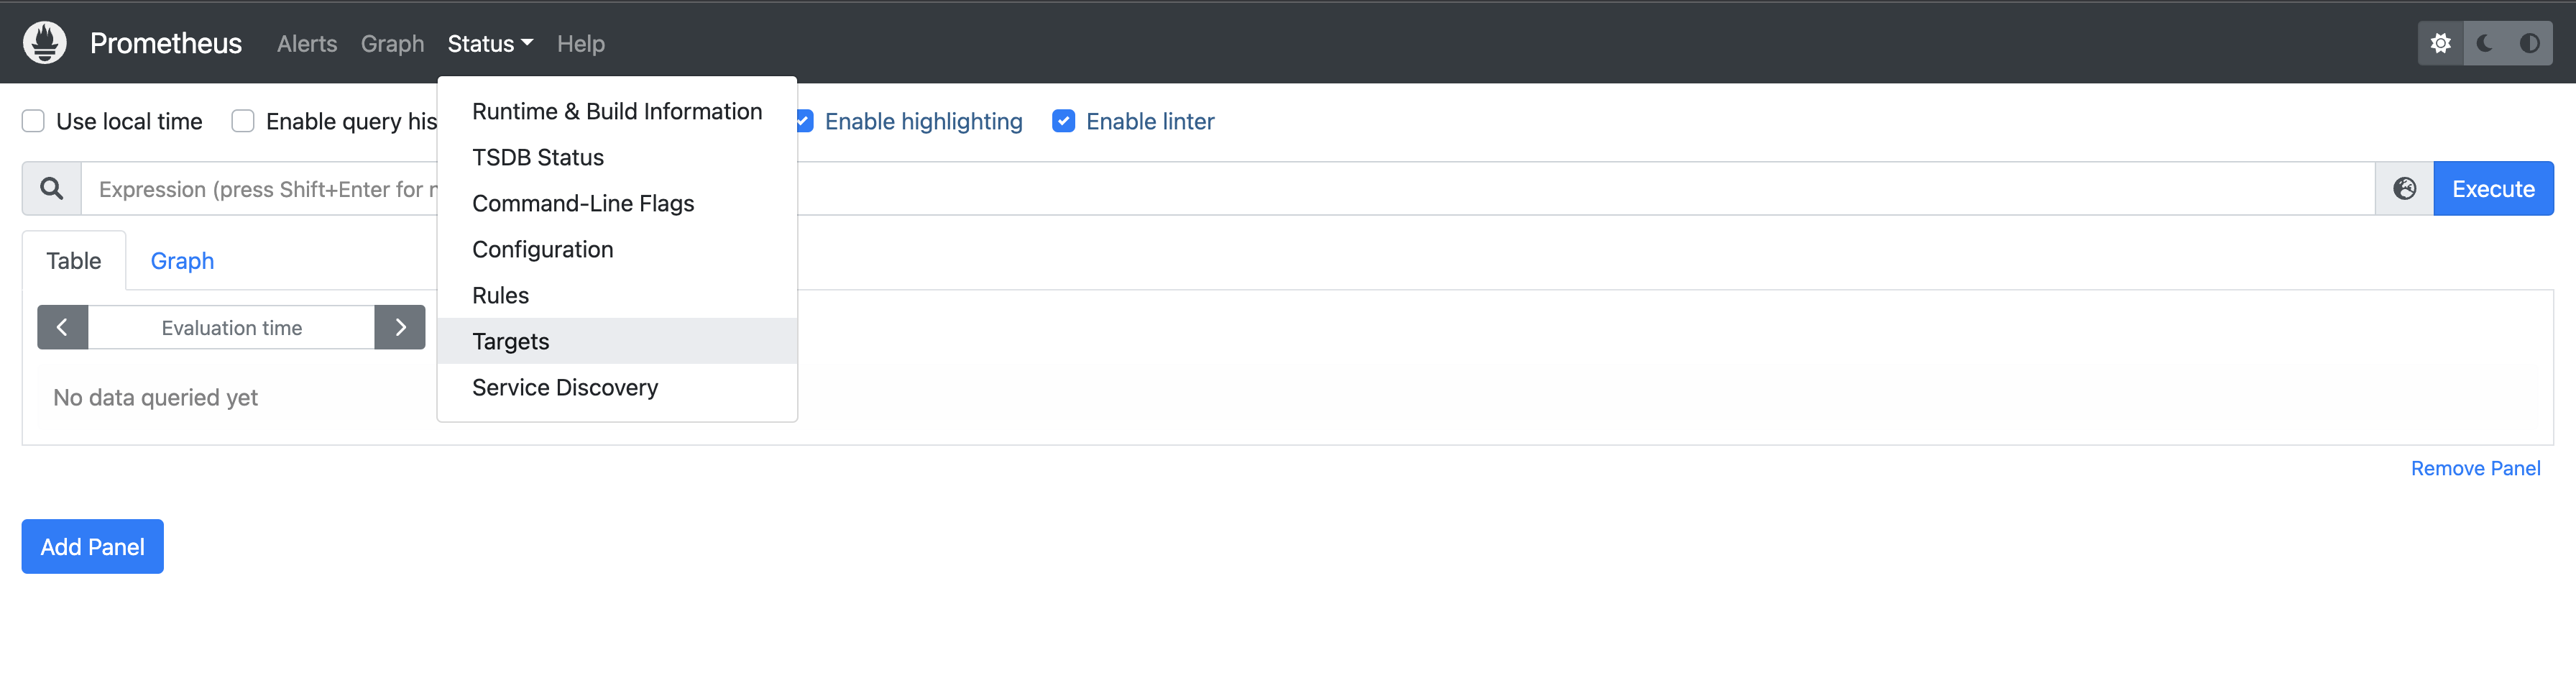 Prometheus Alerts Graph Status Help
Use local time Enable query his Enable highlighting Enable linter
Expression (press Shift+Enter for Execute
Runtime & Build Information
TSDB Status
Command-Line Flags
Configuration
Rules
Targets
Service Discovery
Table Graph
Evaluation time
No data queried yet
Remove Panel
Add Panel